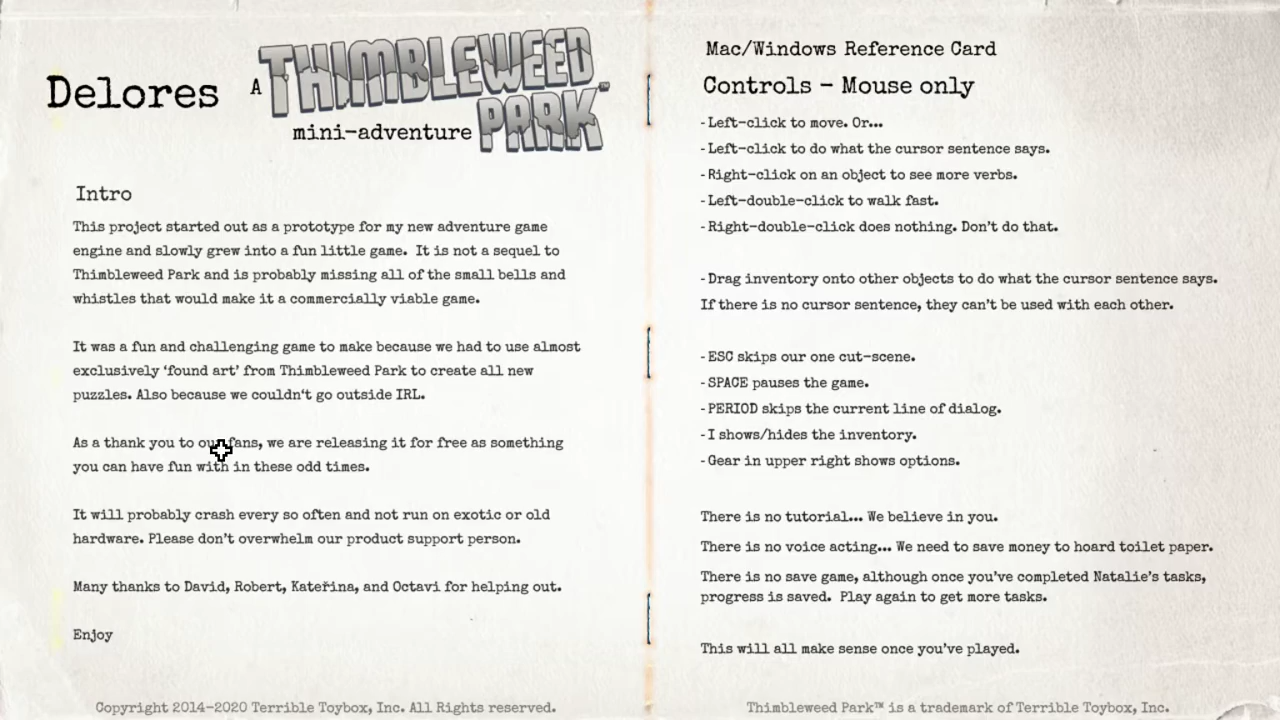 Delores A THIMBLEWEED PARK™
mini-adventure
Intro
This project started out as a prototype for my new adventure game
engine and slowly grew into a fun little game.  It is not a sequel to
Thimbleweed Park and is probably missing all of the small bells and
whistles that would make it a commercially viable game.
It was a fun and challenging game to make because we had to use almost
exclusively ‘found art’ from Thimbleweed Park to create all new
puzzles. Also because we couldn‘t go outside IRL.
As a thank you to our fans, we are releasing it for free as something
you can have fun with in these odd times.
It will probably crash every so often and not run on exotic or old
hardware. Please don’t overwhelm our product support person.
Many thanks to David, Robert, Kateřina, and Octavi for helping out.
Enjoy
Copyright 2014-2020 Terrible Toybox, Inc. All Rights reserved.
Mac/Windows Reference Card
Controls - Mouse only
- Left-click to move. Or...
- Left-click to do what the cursor sentence says.
- Right-click on an object to see more verbs.
- Left-double-click to walk fast.
- Right-double-click does nothing. Don’t do that.
- Drag inventory onto other objects to do what the cursor sentence says.
If there is no cursor sentence, they can’t be used with each other.
- ESC skips our one cut-scene.
- SPACE pauses the game.
- PERIOD skips the current line of dialog.
- I shows/hides the inventory.
- Gear in upper right shows options.
There is no tutorial... We believe in you.
There is no voice acting... We need to save money to hoard toilet paper.
There is no save game, although once you’ve completed Natalie’s tasks,
progress is saved.  Play again to get more tasks.
This will all make sense once you’ve played.
Thimbleweed Park™ is a trademark of Terrible Toybox, Inc.